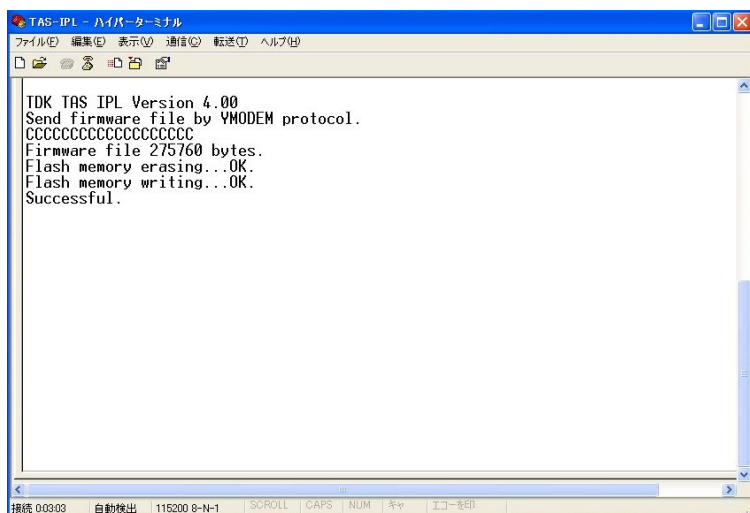 TAS-IPL - ハイパーターミナル
ファイル(F) 編集(E) 表示(V) 通信(C) 転送(T) ヘルプ(H)
TDK TAS IPL Version 4.00
Send firmware file by YMODEM protocol.
CCCCCCCCCCCCCCCCCCC
Firmware file 275760 bytes.
Flash memory erasing...OK.
Flash memory writing...OK.
Successful.
接続 0:03:03 自動検出 115200 8-N-1 SCROLL CAPS NUM キャ エコーを印